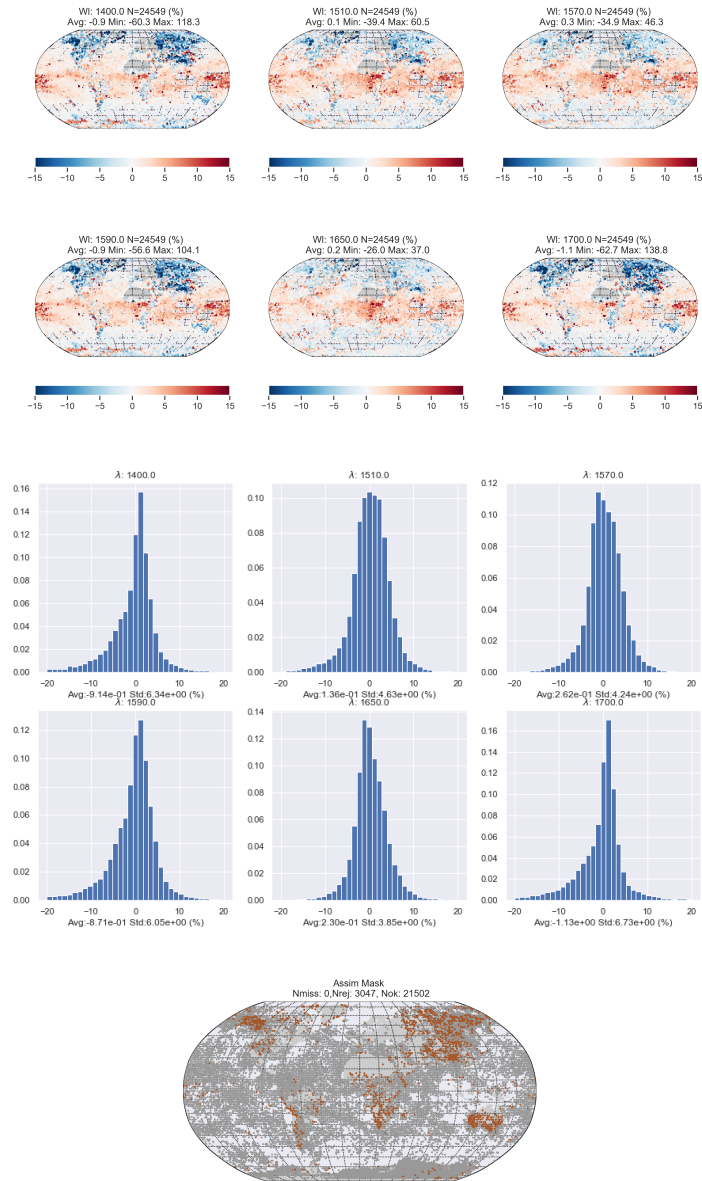 Wl: 1400.0 N=24549 (%)
Avg: -0.9 Min: -60.3 Max: 118.3
Wl: 1510.0 N=24549 (%)
Avg: 0.1 Min: -39.4 Max: 60.5
Wl: 1570.0 N=24549 (%)
Avg: 0.3 Min: -34.9 Max: 46.3
−15 −10 −5 0 5 10 15
−15 −10 −5 0 5 10 15
−15 −10 −5 0 5 10 15
Wl: 1590.0 N=24549 (%)
Avg: -0.9 Min: -56.6 Max: 104.1
Wl: 1650.0 N=24549 (%)
Avg: 0.2 Min: -26.0 Max: 37.0
Wl: 1700.0 N=24549 (%)
Avg: -1.1 Min: -62.7 Max: 138.8
−15 −10 −5 0 5 10 15
−15 −10 −5 0 5 10 15
−15 −10 −5 0 5 10 15
λ: 1400.0
0.16
0.14
0.12
0.10
0.08
0.06
0.04
0.02
0.00
−20 −10 0 10 20
Avg:-9.14e-01 Std:6.34e+00 (%)
λ: 1510.0
0.10
0.08
0.06
0.04
0.02
0.00
−20 −10 0 10 20
Avg:1.36e-01 Std:4.63e+00 (%)
λ: 1570.0
0.12
0.10
0.08
0.06
0.04
0.02
0.00
−20 −10 0 10 20
Avg:2.62e-01 Std:4.24e+00 (%)
λ: 1590.0
0.12
0.10
0.08
0.06
0.04
0.02
0.00
−20 −10 0 10 20
Avg:-8.71e-01 Std:6.05e+00 (%)
λ: 1650.0
0.14
0.12
0.10
0.08
0.06
0.04
0.02
0.00
−20 −10 0 10 20
Avg:2.30e-01 Std:3.85e+00 (%)
λ: 1700.0
0.16
0.14
0.12
0.10
0.08
0.06
0.04
0.02
0.00
−20 −10 0 10 20
Avg:-1.13e+00 Std:6.73e+00 (%)
Assim Mask
Nmiss: 0,Nrej: 3047, Nok: 21502